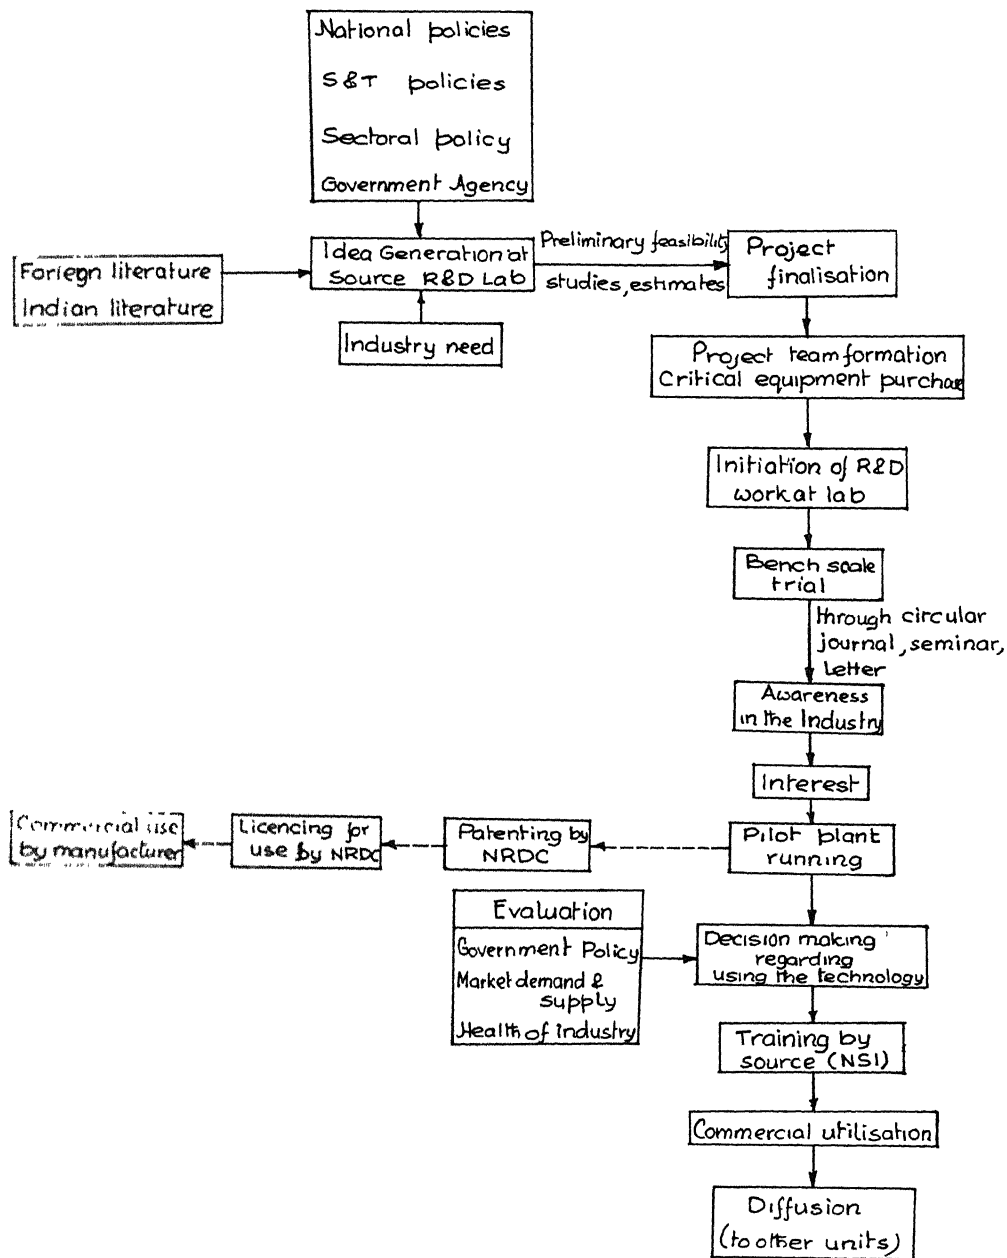 National policies
S&T policies
Sectoral policy
Government Agency
Idea Generation at
Source R&D Lab
Preliminary feasibility
studies, estimates
Project
finalisation
Foriegn literature
Indian literature
Industry need
Project team formation
Critical equipment purchase
Initiation of R&D
work at lab
Bench scale
trial
through circular
journal, seminar,
Letter
Awareness
in the Industry
Interest
Pilot plant
running
Patenting by
NRDC
Licencing for
use by NRDC
Commercial use
by manufacturer
Evaluation
Government Policy
Market demand &
supply
Health of industry
Decision making
regarding
using the technology
Training by
source (NSI)
Commercial utilisation
Diffusion
(to other units)